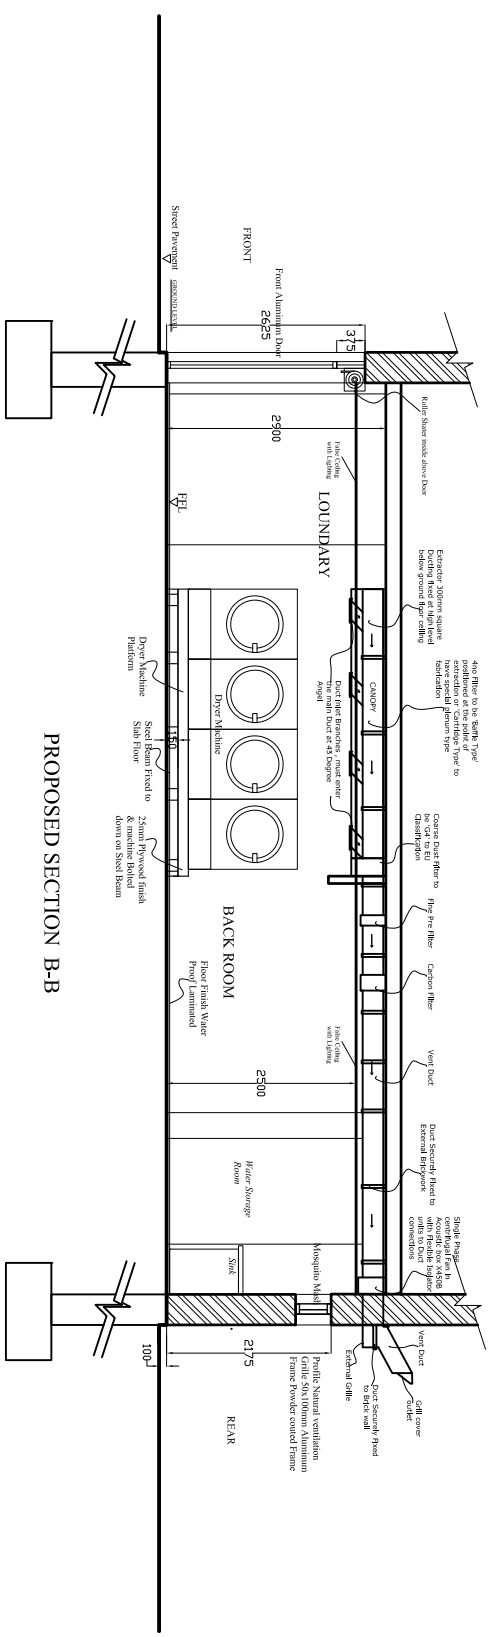 Street Pavement
GROUND LEVEL
FRONT
Front Aluminum Door
2625
375
Roller Shater inside above Door
2900
False Ceiling
with Lighting
FFL
LOUNDARY
Extractor 300mm square
Ducting fixed at high level
below ground floor ceiling
4no Filter to be 'Baffle Type'
positioned at the point of
extraction or 'Cartridge Type' to
have special plenum type
fabrication
CANOPY
Duct Inlet Branches , must enter
the main Duct at 43 Degree
Angel
Coarse Dust Filter to
be 'G4' to EU
Classification
Fine Pre Filter
Carbon Filter
Vent Duct
Duct Securely Fixed to
External Brickwork
Single Phase
centrifugal Fan in
Acoustic box X450B
with Flexible Isolator
units to Duct
connections
Dryer Machine
Dryer Machine
Platform
150
Steel Beam Fixed to
Slab Floor
25mm Plywood finish
& machine Bolted
down on Steel Beam
BACK ROOM
Floor Finish Water
Proof Laminated
False Ceiling
with Lighting
2500
Water Storage
Room
Sink
Mosquito Mash
100
2175
Profile Natural ventilation
Grille 50x100mm Aluminum
Frame Powder couted Frame
External Grille
Duct Securely Fixed
to Brick wall
Vent Duct
Grill cover
outlet
REAR
PROPOSED SECTION B-B